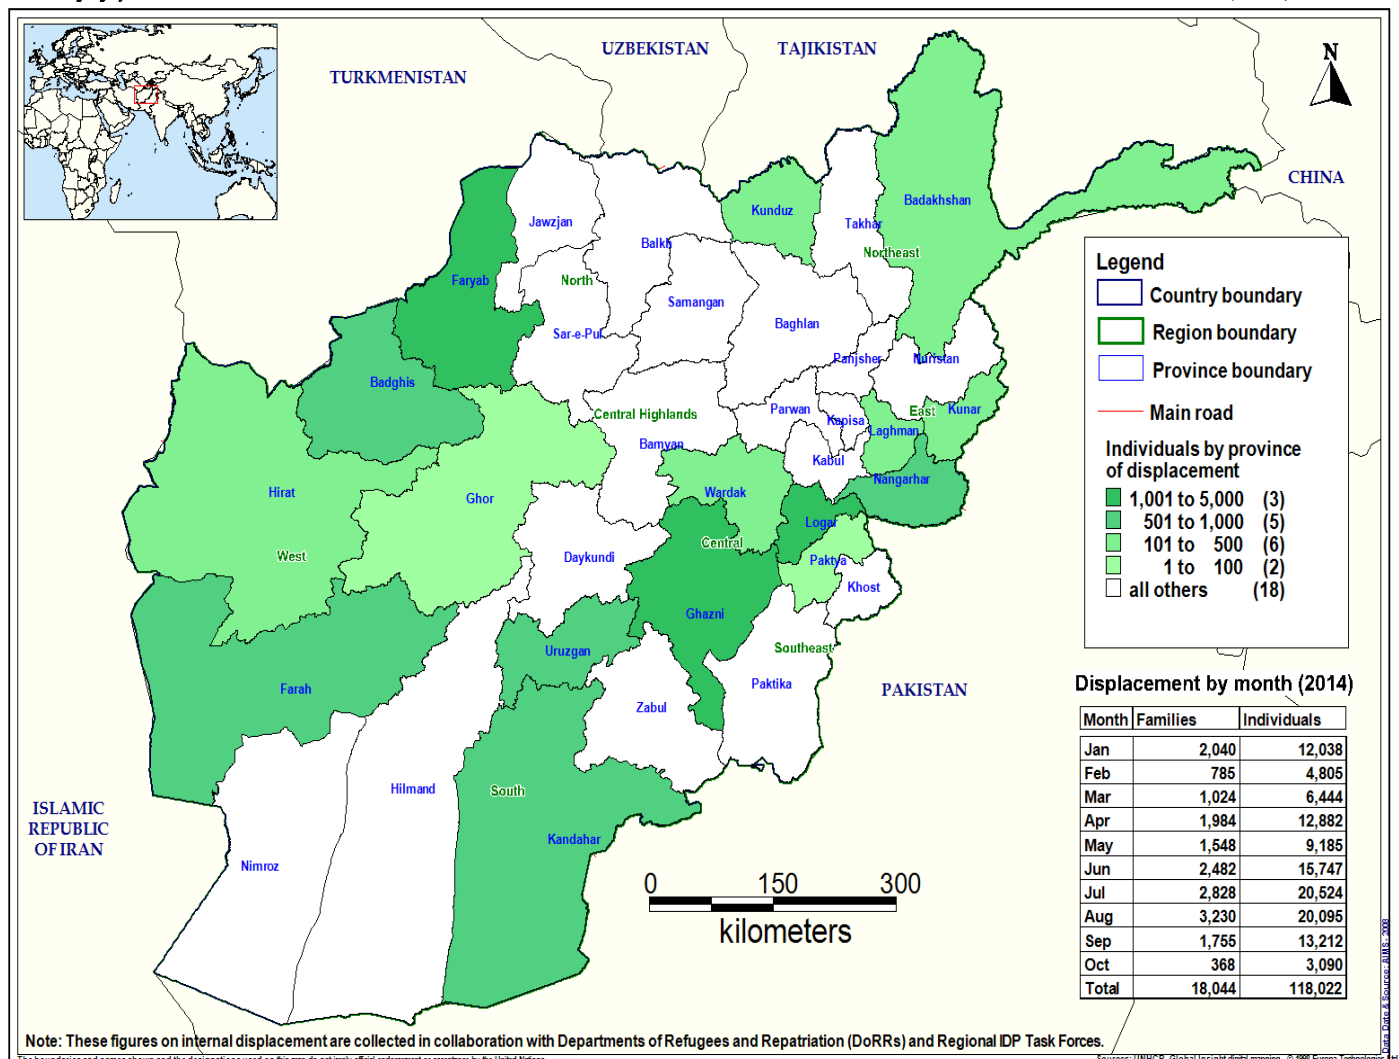 UZBEKISTAN
TAJIKISTAN
TURKMENISTAN
N
CHINA
Badakhshan
Kunduz
Jawzjan
Takhar
Balkh
Northeast
Faryab
North
Samangan
Baghlan
Sar-e-Pul
Panjsher
Nuristan
Badghis
Central Highlands
Parwan
East
Kunar
Kapisa
Laghman
Bamyan
Kabul
Nangarhar
Hirat
Ghor
Wardak
Logar
Central
West
Daykundi
Paktya
Khost
Ghazni
Uruzgan
Southeast
Farah
Paktika
PAKISTAN
Zabul
Hilmand
South
Kandahar
Nimroz
ISLAMIC
REPUBLIC
OF IRAN
0 150 300
kilometers
Legend
Country boundary
Region boundary
Province boundary
Main road
Individuals by province
of displacement
1,001 to 5,000 (3)
501 to 1,000 (5)
101 to 500 (6)
1 to 100 (2)
all others (18)
Displacement by month (2014)
Month Families Individuals
Jan 2,040 12,038
Feb 785 4,805
Mar 1,024 6,444
Apr 1,984 12,882
May 1,548 9,185
Jun 2,482 15,747
Jul 2,828 20,524
Aug 3,230 20,095
Sep 1,755 13,212
Oct 368 3,090
Total 18,044 118,022
Note: These figures on internal displacement are collected in collaboration with Departments of Refugees and Repatriation (DoRRs) and Regional IDP Task Forces.